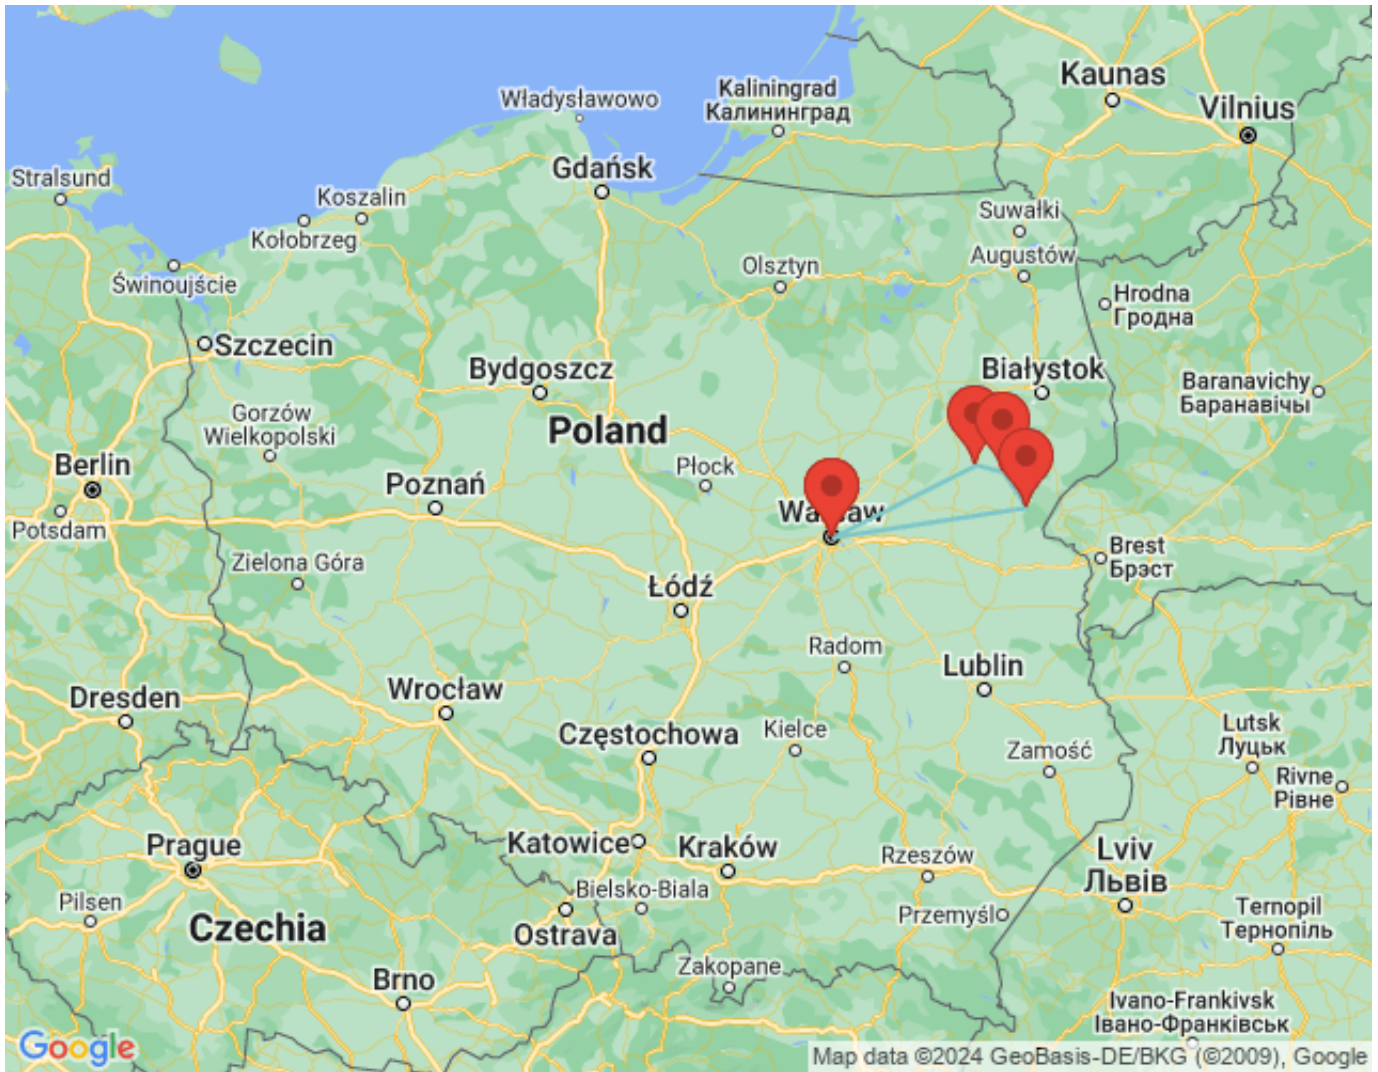 Kaunas
Kaliningrad
Калининград
Władysławowo
Vilnius
Gdańsk
Stralsund
Koszalin
Kołobrzeg
Suwałki
Augustów
Olsztyn
Świnoujście
Hrodna
Гродна
Szczecin
Bydgoszcz
Białystok
Baranavichy
Баранавічы
Gorzów
Wielkopolski
Poland
Berlin
Płock
Poznań
Potsdam
Brest
Брэст
Zielona Góra
Łódź
Radom
Lublin
Dresden
Wrocław
Częstochowa
Kielce
Lutsk
Луцьк
Zamość
Rivne
Рівне
Prague
Katowice
Kraków
Rzeszów
Lviv
Львів
Pilsen
Bielsko-Biala
Przemyśl
Ternopil
Тернопіль
Czechia
Ostrava
Zakopane
Brno
Ivano-Frankivsk
Івано-Франківськ
Google
Map data ©2024 GeoBasis-DE/BKG (©2009), Google